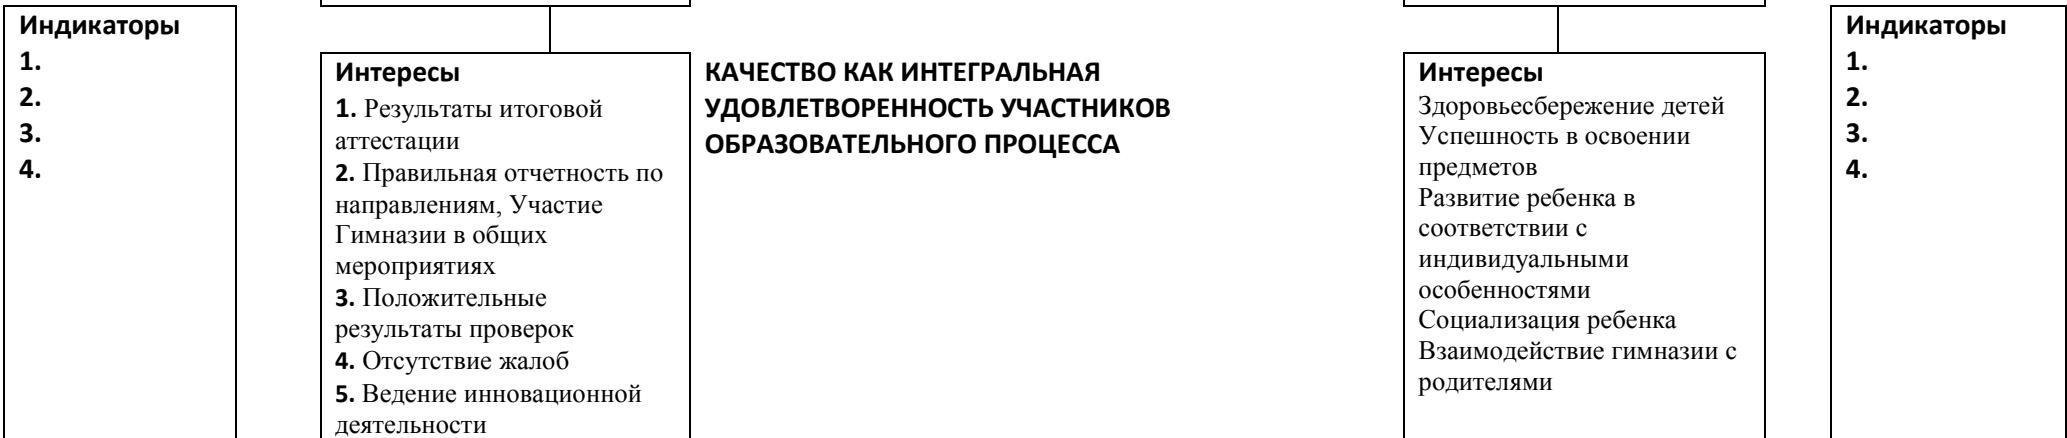 Индикаторы
1.
2.
3.
4.
Интересы
1. Результаты итоговой
аттестации
2. Правильная отчетность по
направлениям, Участие
Гимназии в общих
мероприятиях
3. Положительные
результаты проверок
4. Отсутствие жалоб
5. Ведение инновационной
деятельности
КАЧЕСТВО КАК ИНТЕГРАЛЬНАЯ
УДОВЛЕТВОРЕННОСТЬ УЧАСТНИКОВ
ОБРАЗОВАТЕЛЬНОГО ПРОЦЕССА
Интересы
Здоровьесбережение детей
Успешность в освоении
предметов
Развитие ребенка в
соответствии с
индивидуальными
особенностями
Социализация ребенка
Взаимодействие гимназии с
родителями
Индикаторы
1.
2.
3.
4.